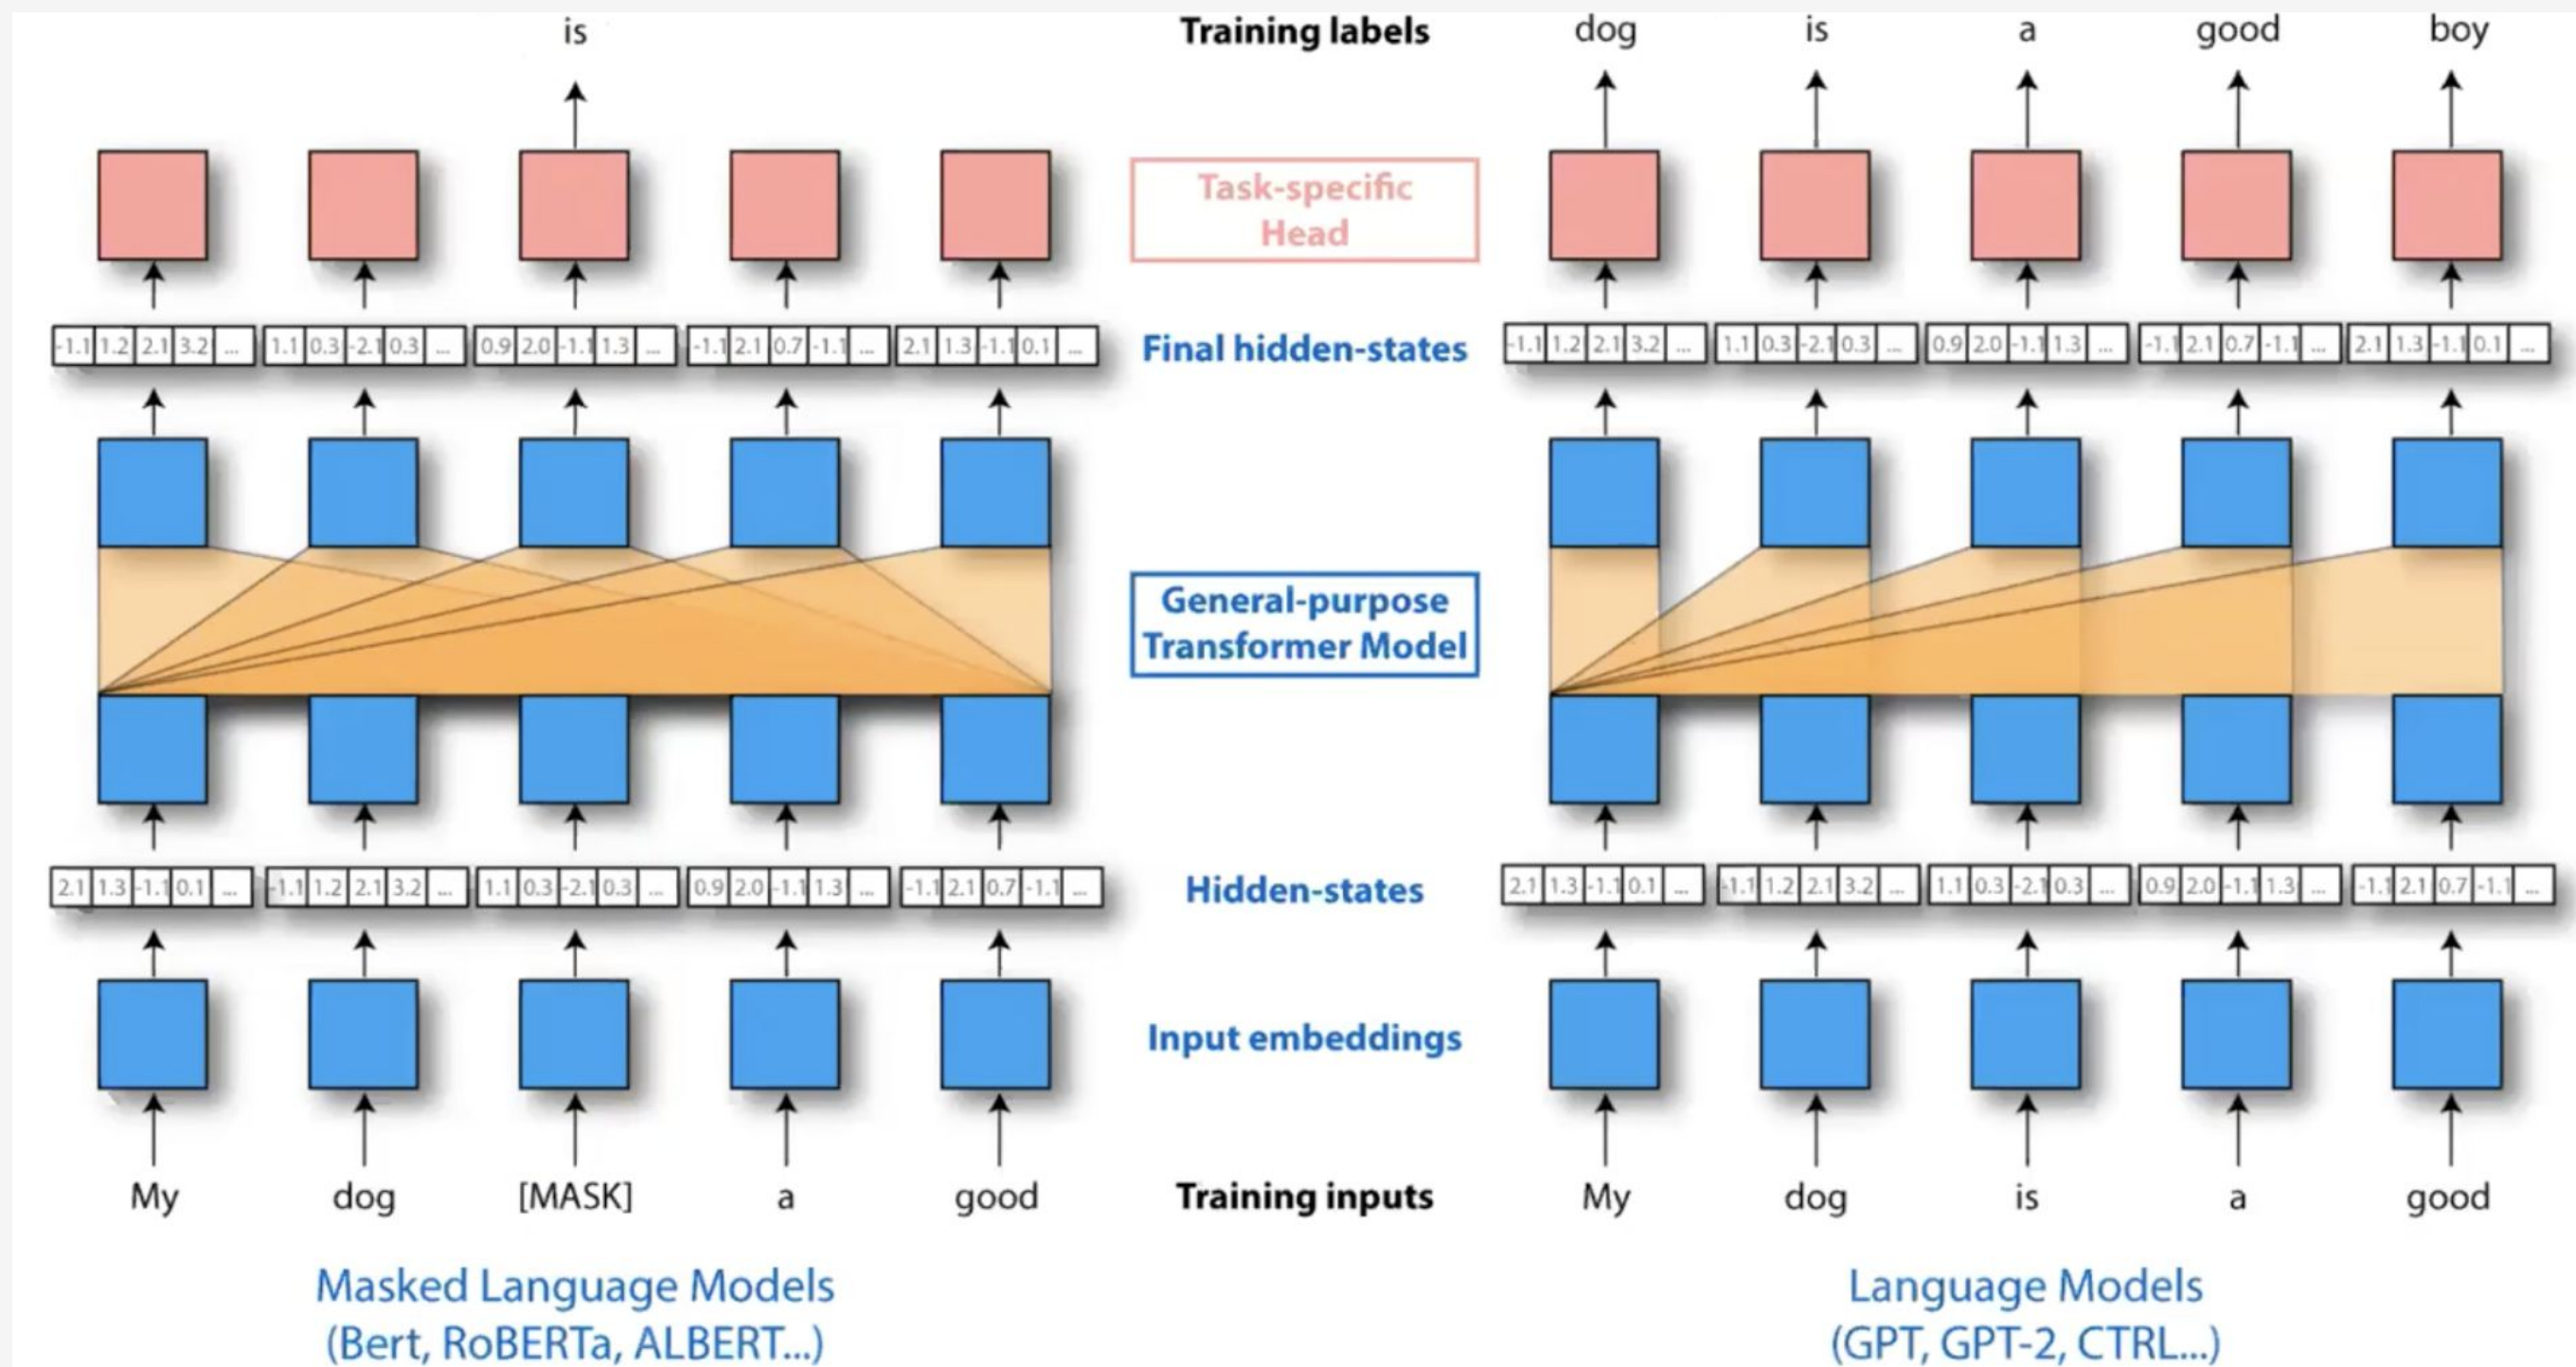 is Training labels dog is a good boy
Task-specific
Head
-1.1 1.2 2.1 3.2 ... 1.1 0.3 -2.1 0.3 ... 0.9 2.0 -1.1 1.3 ... -1.1 2.1 0.7 -1.1 ... 2.1 1.3 -1.1 0.1 ... Final hidden-states -1.1 1.2 2.1 3.2 ... 1.1 0.3 -2.1 0.3 ... 0.9 2.0 -1.1 1.3 ... -1.1 2.1 0.7 -1.1 ... 2.1 1.3 -1.1 0.1 ...
General-purpose
Transformer Model
2.1 1.3 -1.1 0.1 ... -1.1 1.2 2.1 3.2 ... 1.1 0.3 -2.1 0.3 ... 0.9 2.0 -1.1 1.3 ... -1.1 2.1 0.7 -1.1 ... Hidden-states 2.1 1.3 -1.1 0.1 ... -1.1 1.2 2.1 3.2 ... 1.1 0.3 -2.1 0.3 ... 0.9 2.0 -1.1 1.3 ... -1.1 2.1 0.7 -1.1 ...
Input embeddings
My dog [MASK] a good Training inputs My dog is a good
Masked Language Models
(Bert, RoBERTa, ALBERT...)
Language Models
(GPT, GPT-2, CTRL...)